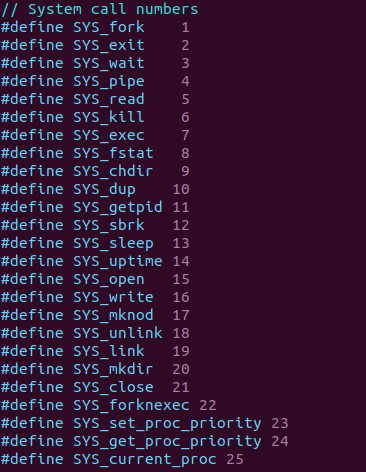 // System call numbers
#define SYS_fork    1
#define SYS_exit    2
#define SYS_wait    3
#define SYS_pipe    4
#define SYS_read    5
#define SYS_kill    6
#define SYS_exec    7
#define SYS_fstat   8
#define SYS_chdir   9
#define SYS_dup    10
#define SYS_getpid 11
#define SYS_sbrk   12
#define SYS_sleep  13
#define SYS_uptime 14
#define SYS_open   15
#define SYS_write  16
#define SYS_mknod  17
#define SYS_unlink 18
#define SYS_link   19
#define SYS_mkdir  20
#define SYS_close  21
#define SYS_forknexec 22
#define SYS_set_proc_priority 23
#define SYS_get_proc_priority 24
#define SYS_current_proc 25